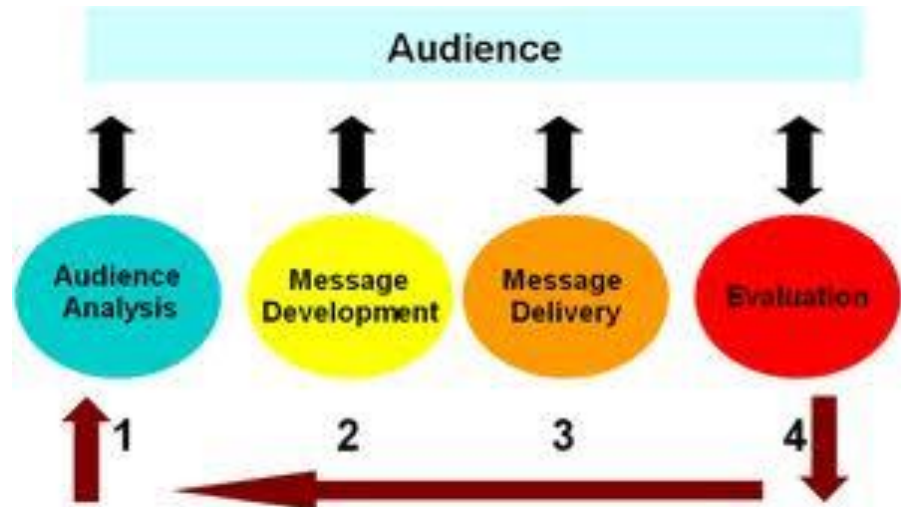 Audience
Audience
Analysis
Message
Development
Message
Delivery
Evaluation
1
2
3
4